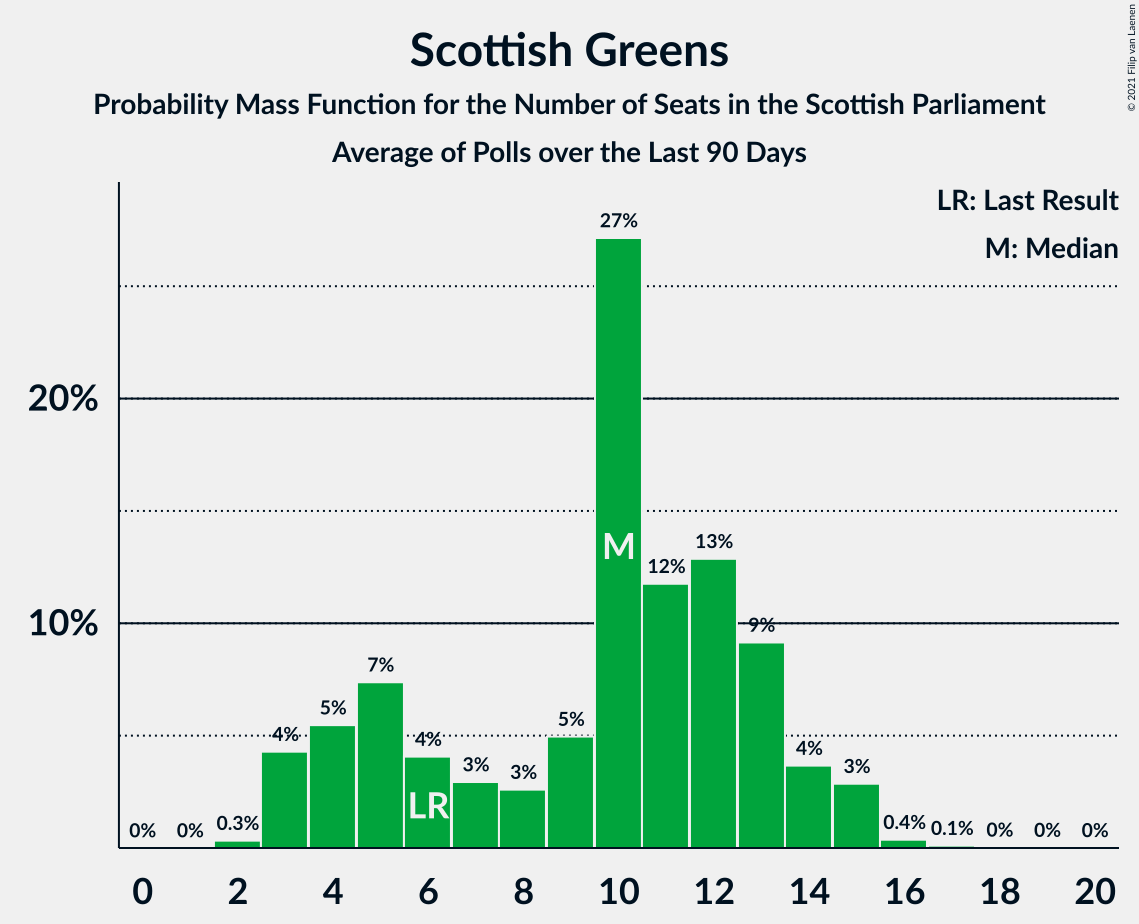 Scottish Greens
Probability Mass Function for the Number of Seats in the Scottish Parliament
Average of Polls over the Last 90 Days
© 2021 Filip van Laenen
LR: Last Result
M: Median
20%
10%
0%
0%
0.3%
4%
5%
7%
4%
3%
3%
5%
27%
12%
13%
9%
4%
3%
0.4%
0.1%
0%
0%
0%
LR
M
0 2 4 6 8 10 12 14 16 18 20